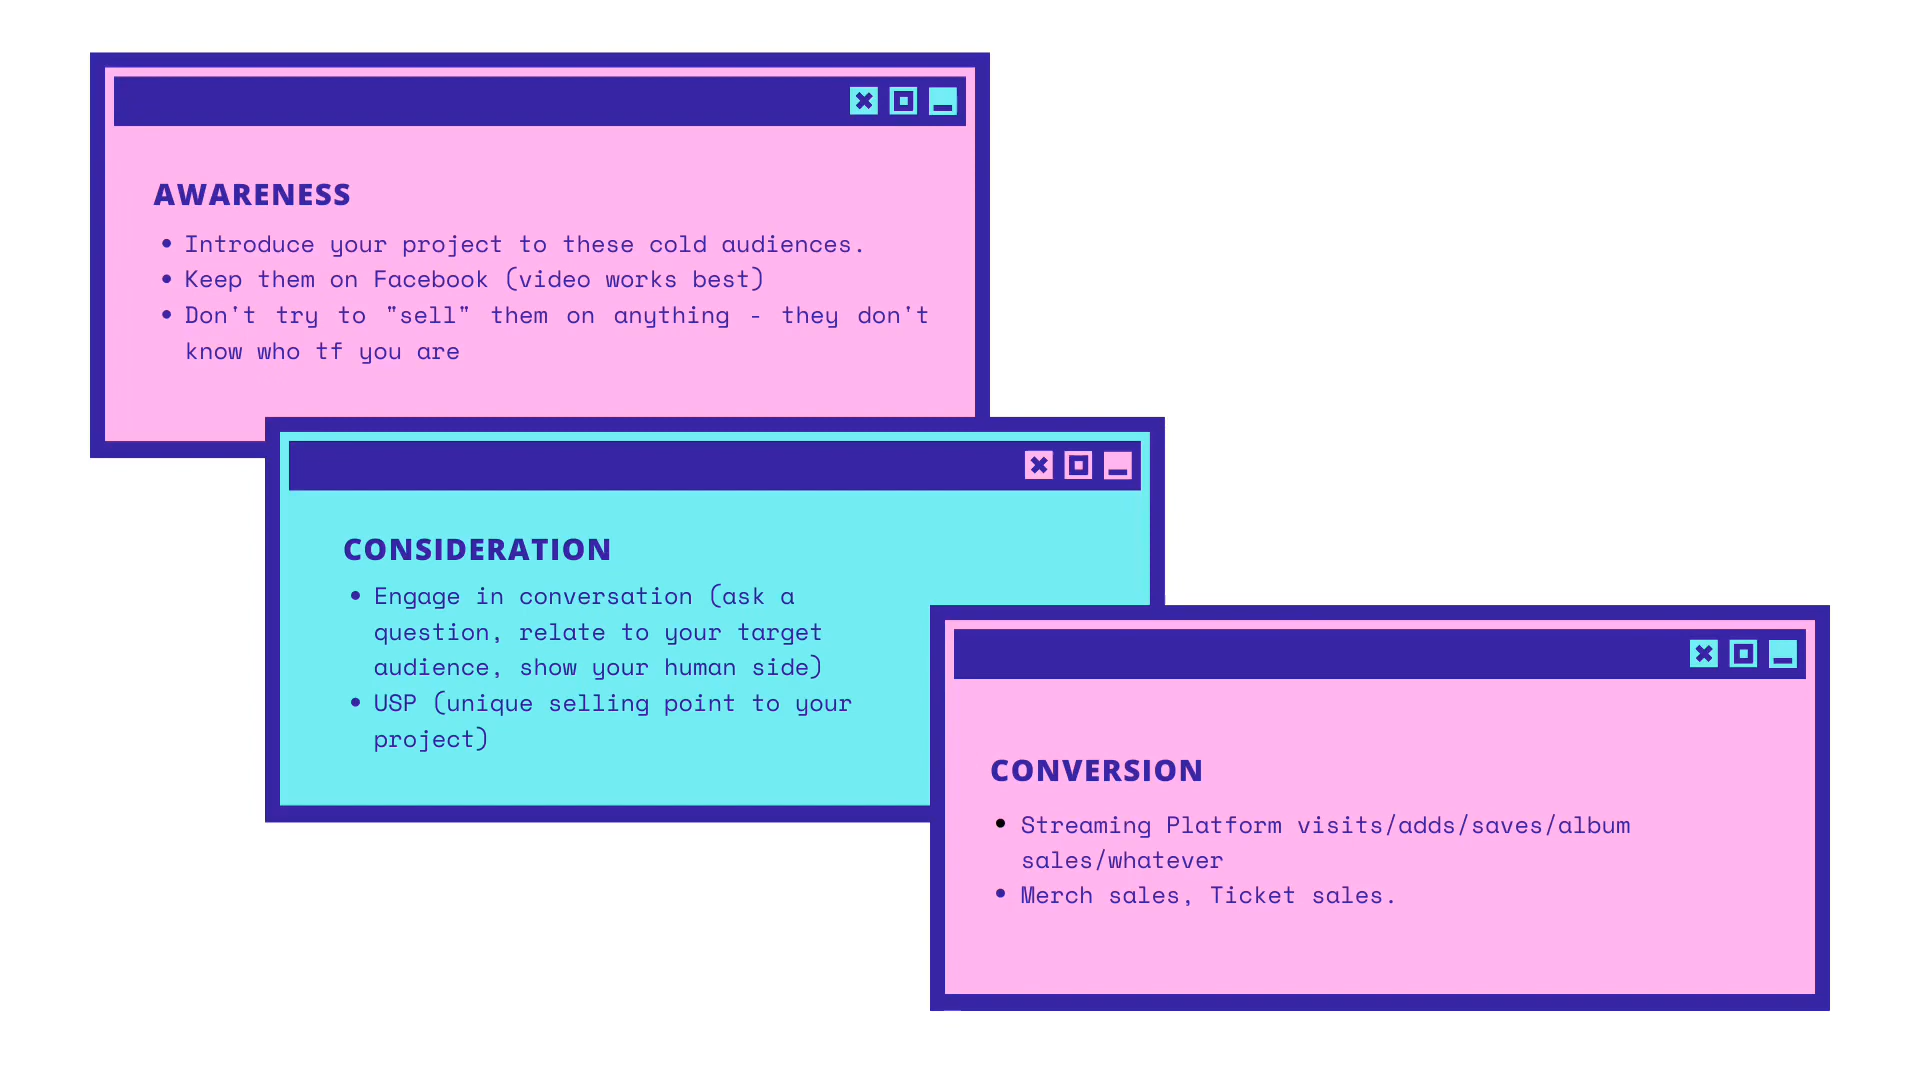 AWARENESS
• Introduce your project to these cold audiences.
• Keep them on Facebook (video works best)
• Don't try to "sell" them on anything - they don't
know who tf you are
CONSIDERATION
• Engage in conversation (ask a
question, relate to your target
audience, show your human side)
• USP (unique selling point to your
project)
CONVERSION
• Streaming Platform visits/adds/saves/album
sales/whatever
• Merch sales, Ticket sales.